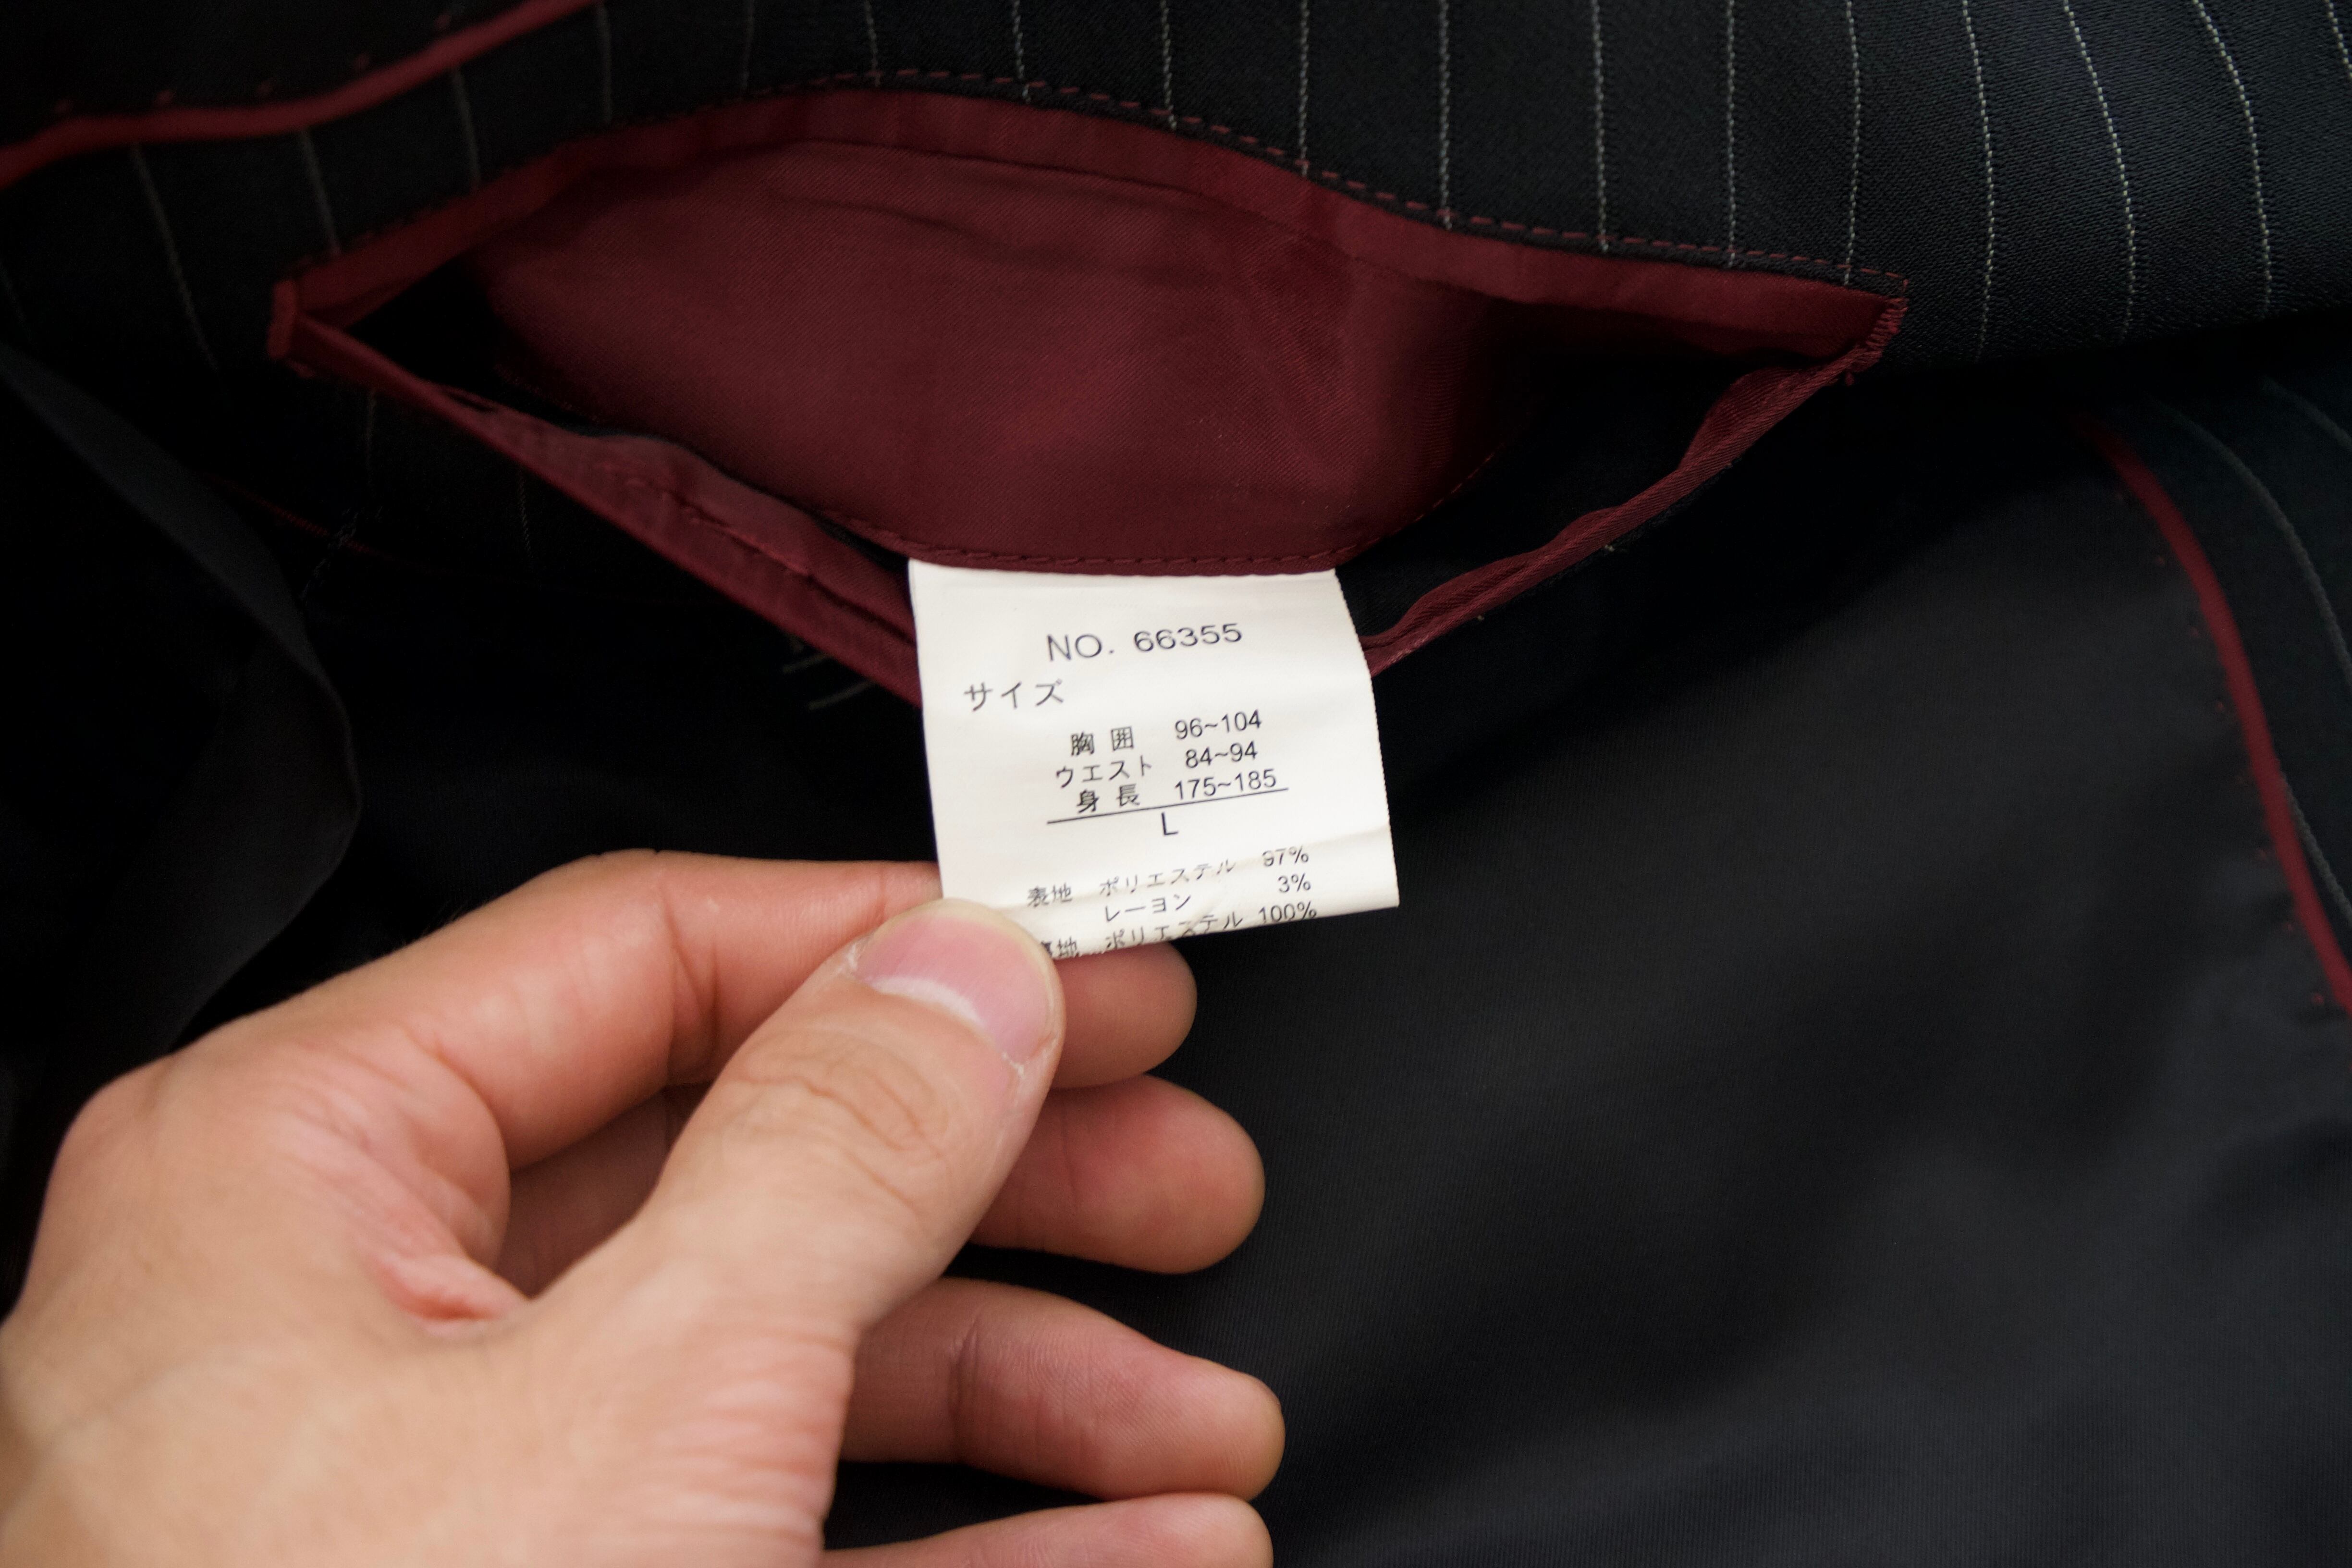 NO. 66355
サイズ
胸囲 96~104
ウエスト 84~94
身長 175~185
L
表地 ポリエステル 97%
レーヨン 3%
裏地 ポリエステル 100%